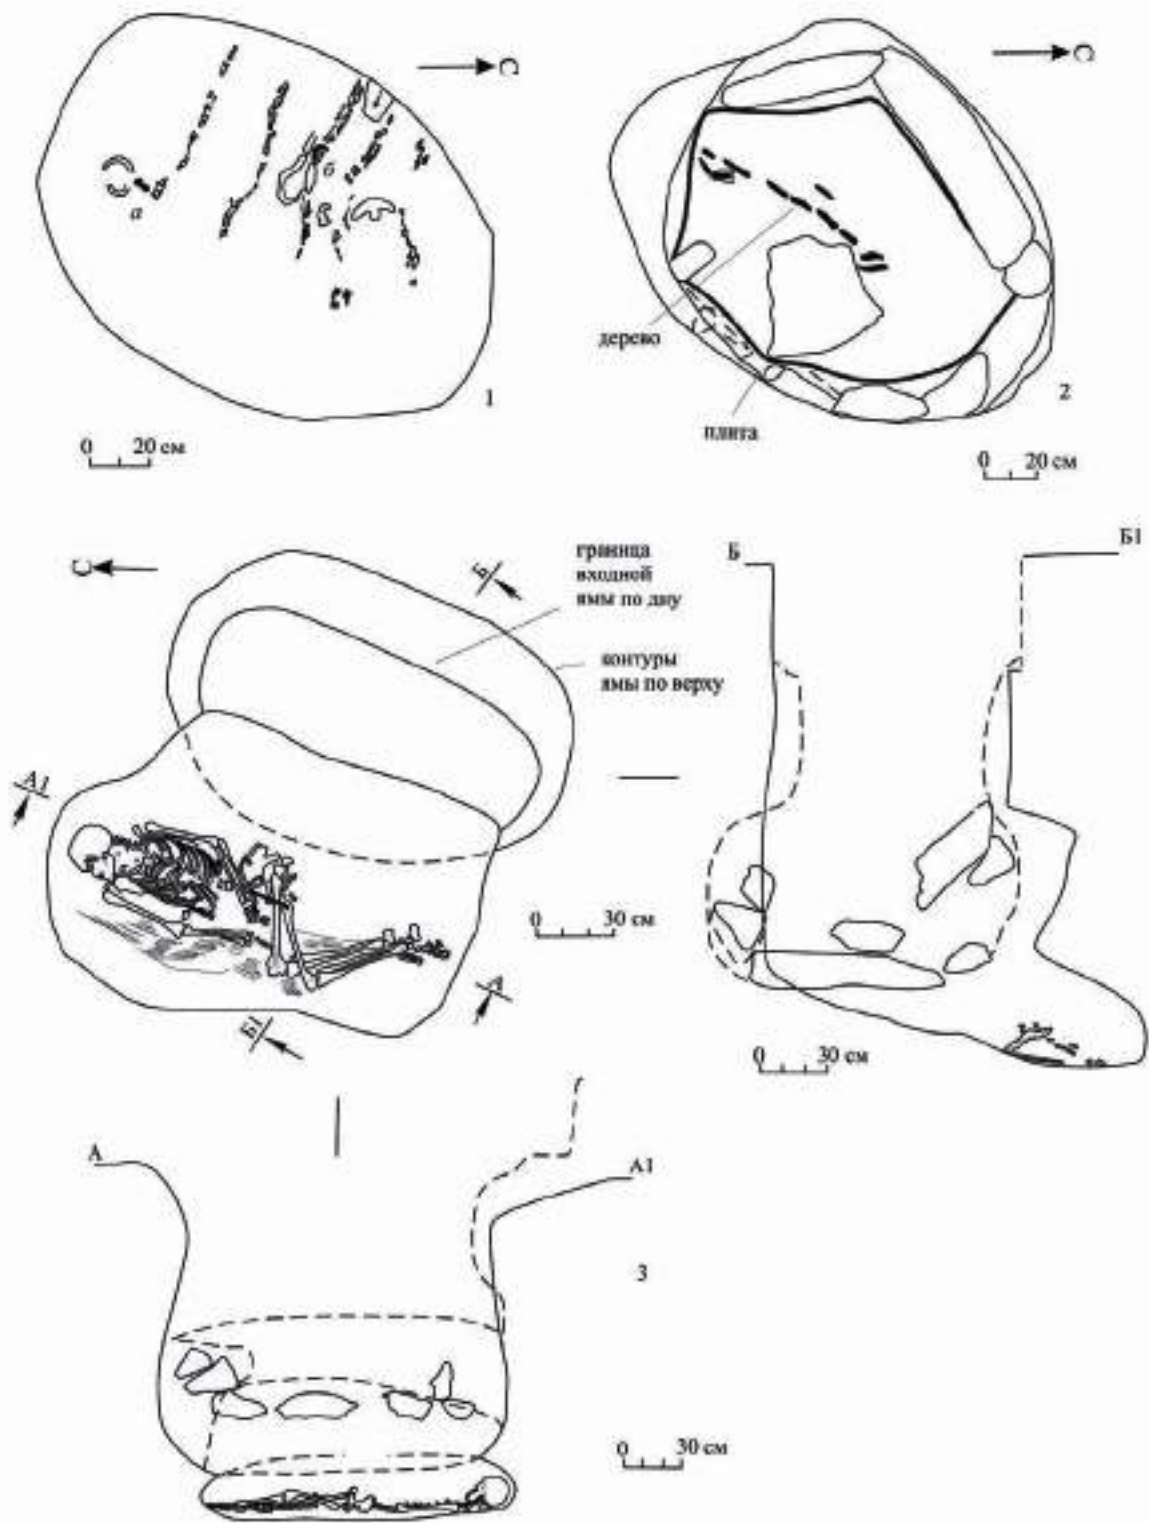 С
а
б
1
0 20 см
С
дерево
плита
2
0 20 см
С
Б
граница
входной
ямы по дну
контуры
ямы по верху
А1
0 30 см
А
Б1
Б
Б1
0 30 см
А
А1
3
0 30 см